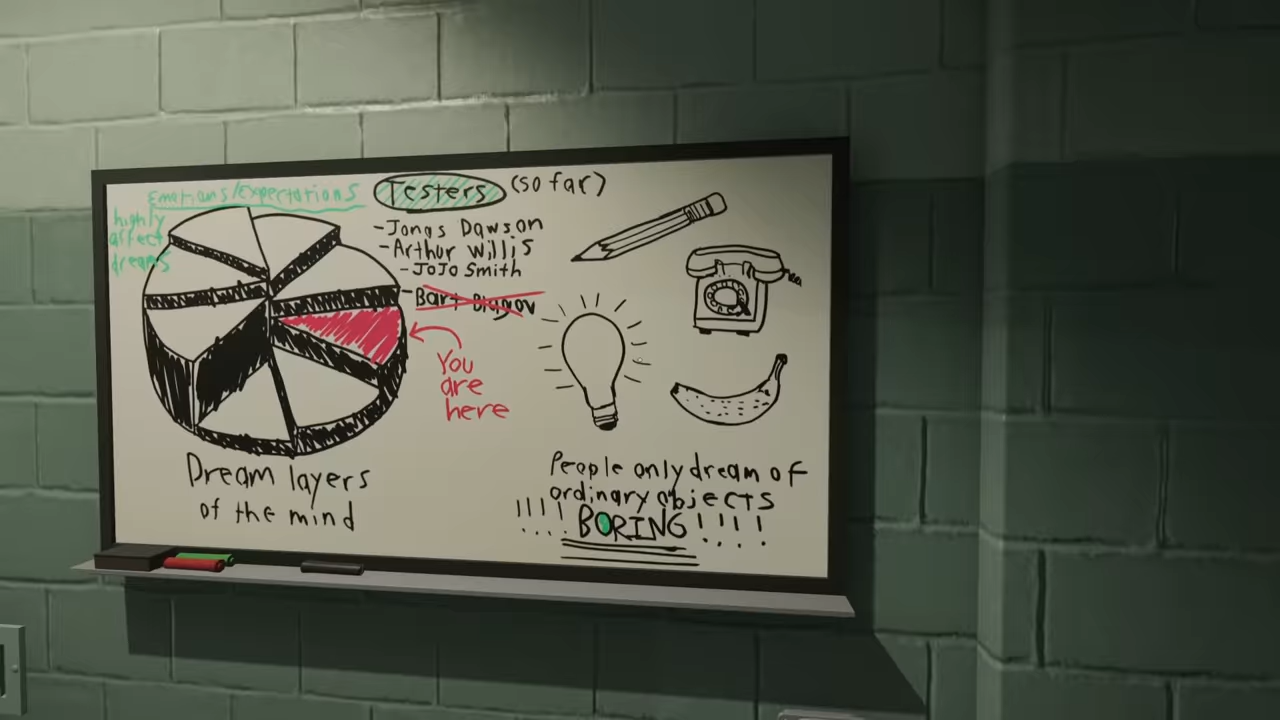 Emotions/expectations
highly
affect
dreams
Testers (so far)
-Jonas Dawson
-Arthur Willis
-JoJo Smith
-Bart
You
are
here
Dream layers
of the mind
People only dream of
ordinary objects
!!!! BORING !!!!